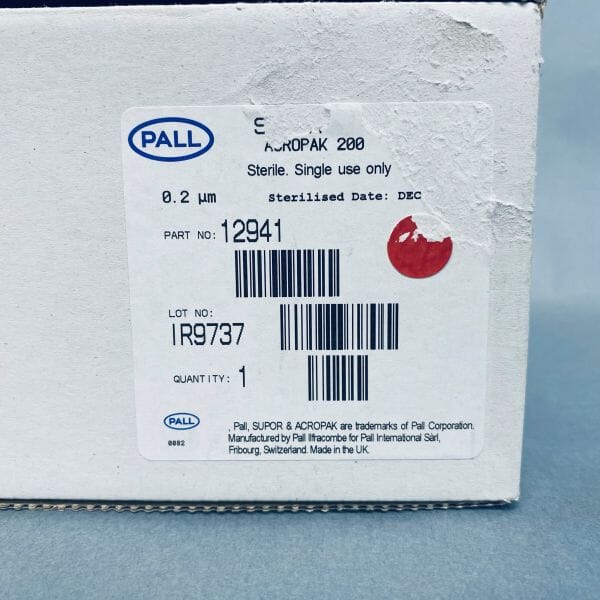 PALL
ACROPAK 200
Sterile. Single use only
0.2 µm Sterilised Date: DEC
PART NO: 12941
LOT NO:
IR9737
QUANTITY: 1
PALL
0082
, Pall, SUPOR & ACROPAK are trademarks of Pall Corporation.
Manufactured by Pall Ilfracombe for Pall International Sàrl,
Fribourg, Switzerland. Made in the UK.